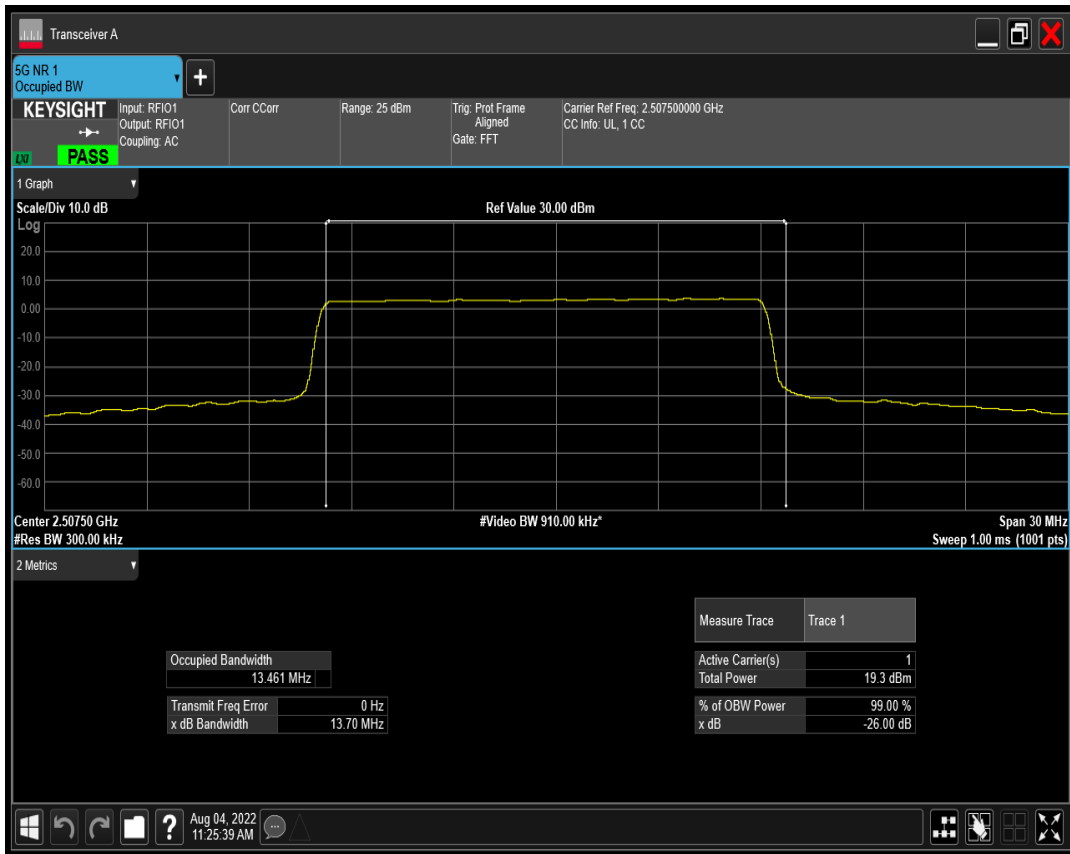 Transceiver A
5G NR 1
Occupied BW
+
KEYSIGHT
LXI
PASS
Input: RFIO1
Output: RFIO1
Coupling: AC
Corr CCorr
Range: 25 dBm
Trig: Prot Frame
Aligned
Gate: FFT
Carrier Ref Freq: 2.507500000 GHz
CC Info: UL, 1 CC
1 Graph
Scale/Div 10.0 dB
Ref Value 30.00 dBm
Log
20.0
10.0
0.00
-10.0
-20.0
-30.0
-40.0
-50.0
-60.0
Center 2.50750 GHz
#Video BW 910.00 kHz*
Span 30 MHz
#Res BW 300.00 kHz
Sweep 1.00 ms (1001 pts)
2 Metrics
Measure Trace Trace 1
Occupied Bandwidth
13.461 MHz
Active Carrier(s) 1
Total Power 19.3 dBm
Transmit Freq Error 0 Hz
x dB Bandwidth 13.70 MHz
% of OBW Power 99.00 %
x dB -26.00 dB
?
Aug 04, 2022
11:25:39 AM